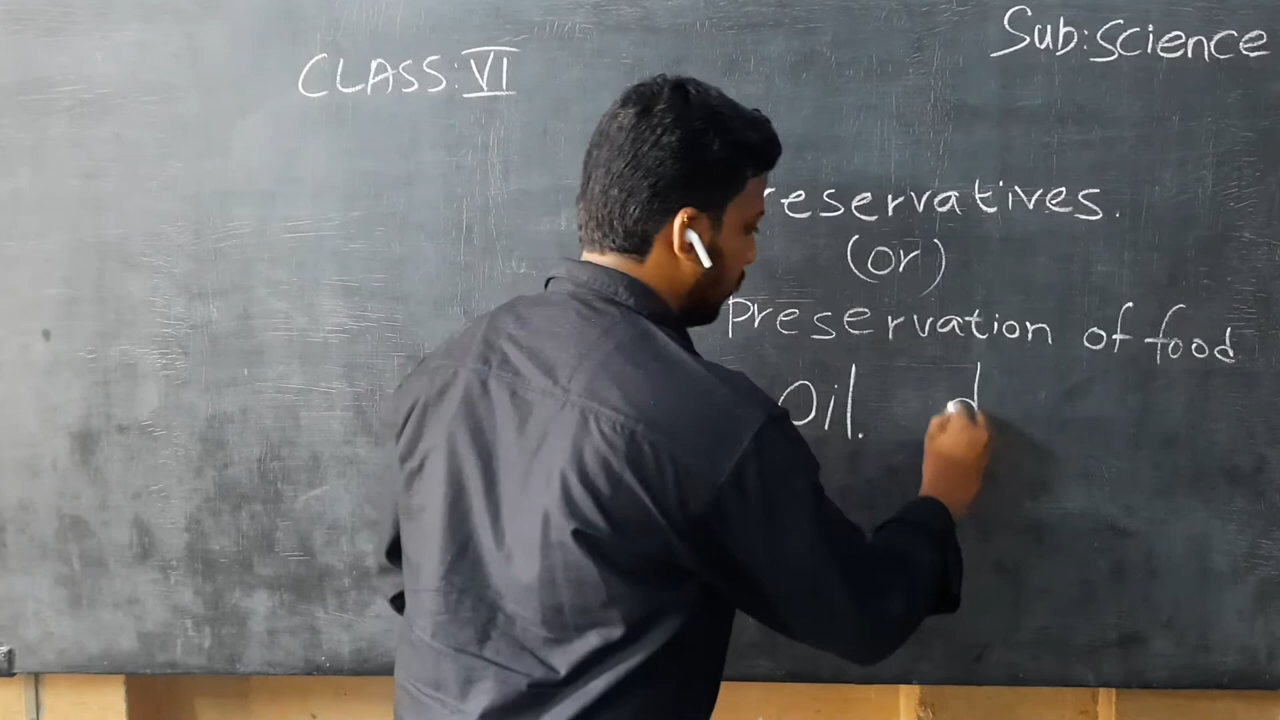 CLASS: VI
Sub: Science
reservatives.
(or)
Preservation of food
Oil. d